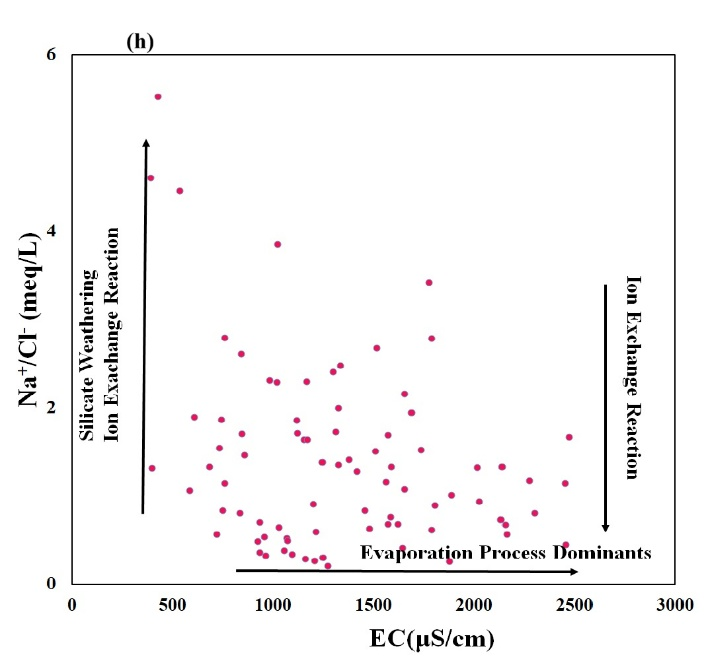 (h)
6
4
2
0
Na⁺/Cl⁻ (meq/L)
Silicate Weathering
Ion Exachange Reaction
Ion Exchange Reaction
Evaporation Process Dominants
0 500 1000 1500 2000 2500 3000
EC(μS/cm)